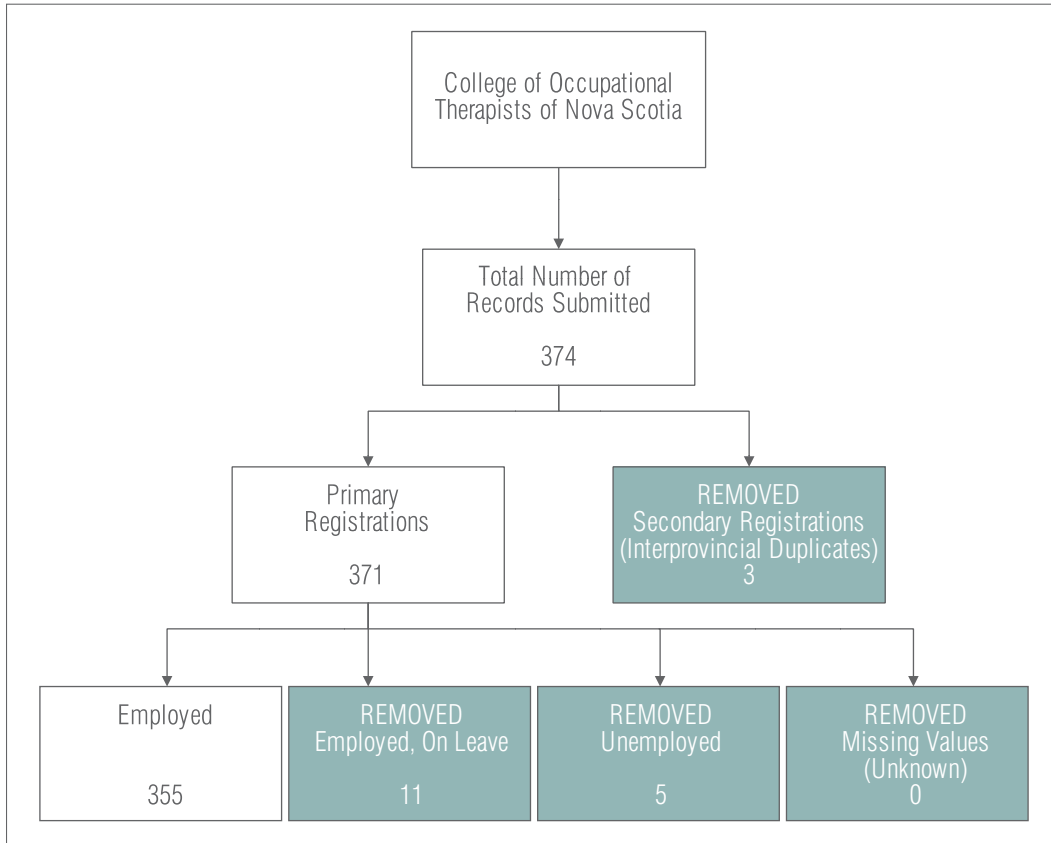 College of Occupational
Therapists of Nova Scotia
Total Number of
Records Submitted
374
Primary
Registrations
371
REMOVED
Secondary Registrations
(Interprovincial Duplicates)
3
Employed
355
REMOVED
Employed, On Leave
11
REMOVED
Unemployed
5
REMOVED
Missing Values
(Unknown)
0